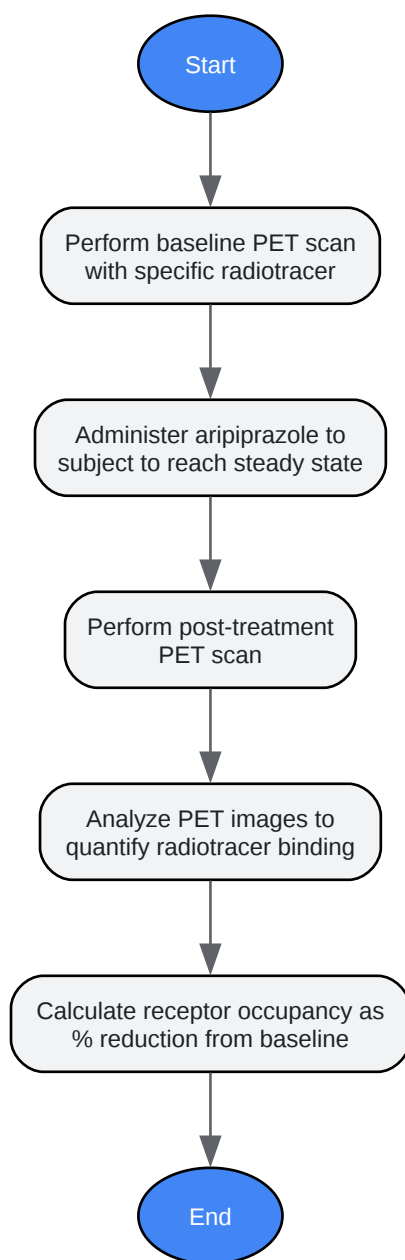 Start
Perform baseline PET scan
with specific radiotracer
Administer aripiprazole to
subject to reach steady state
Perform post-treatment
PET scan
Analyze PET images to
quantify radiotracer binding
Calculate receptor occupancy as
% reduction from baseline
End